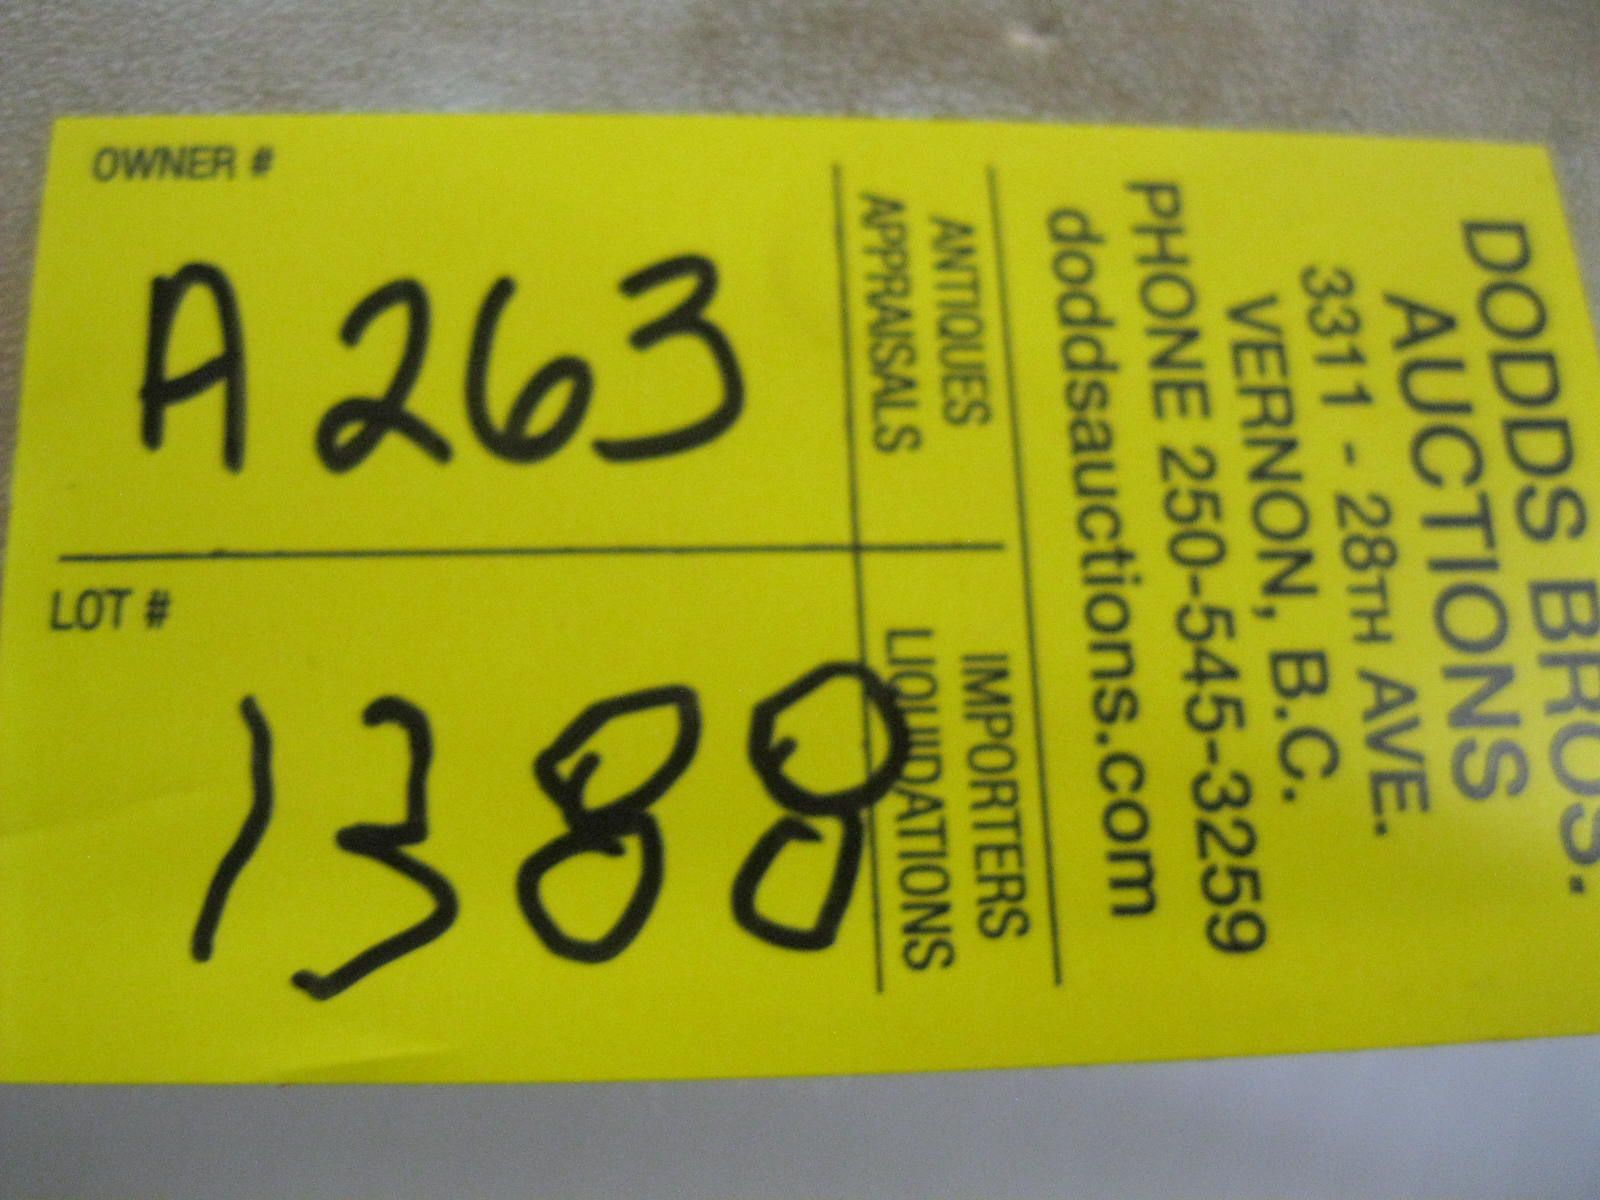 OWNER #
A263
LOT #
1388
DODDS BROS.
AUCTIONS
3311 - 28TH AVE.
VERNON, B.C.
PHONE 250-545-3259
doddsauctions.com
ANTIQUES
APPRAISALS
IMPORTERS
LIQUIDATIONS